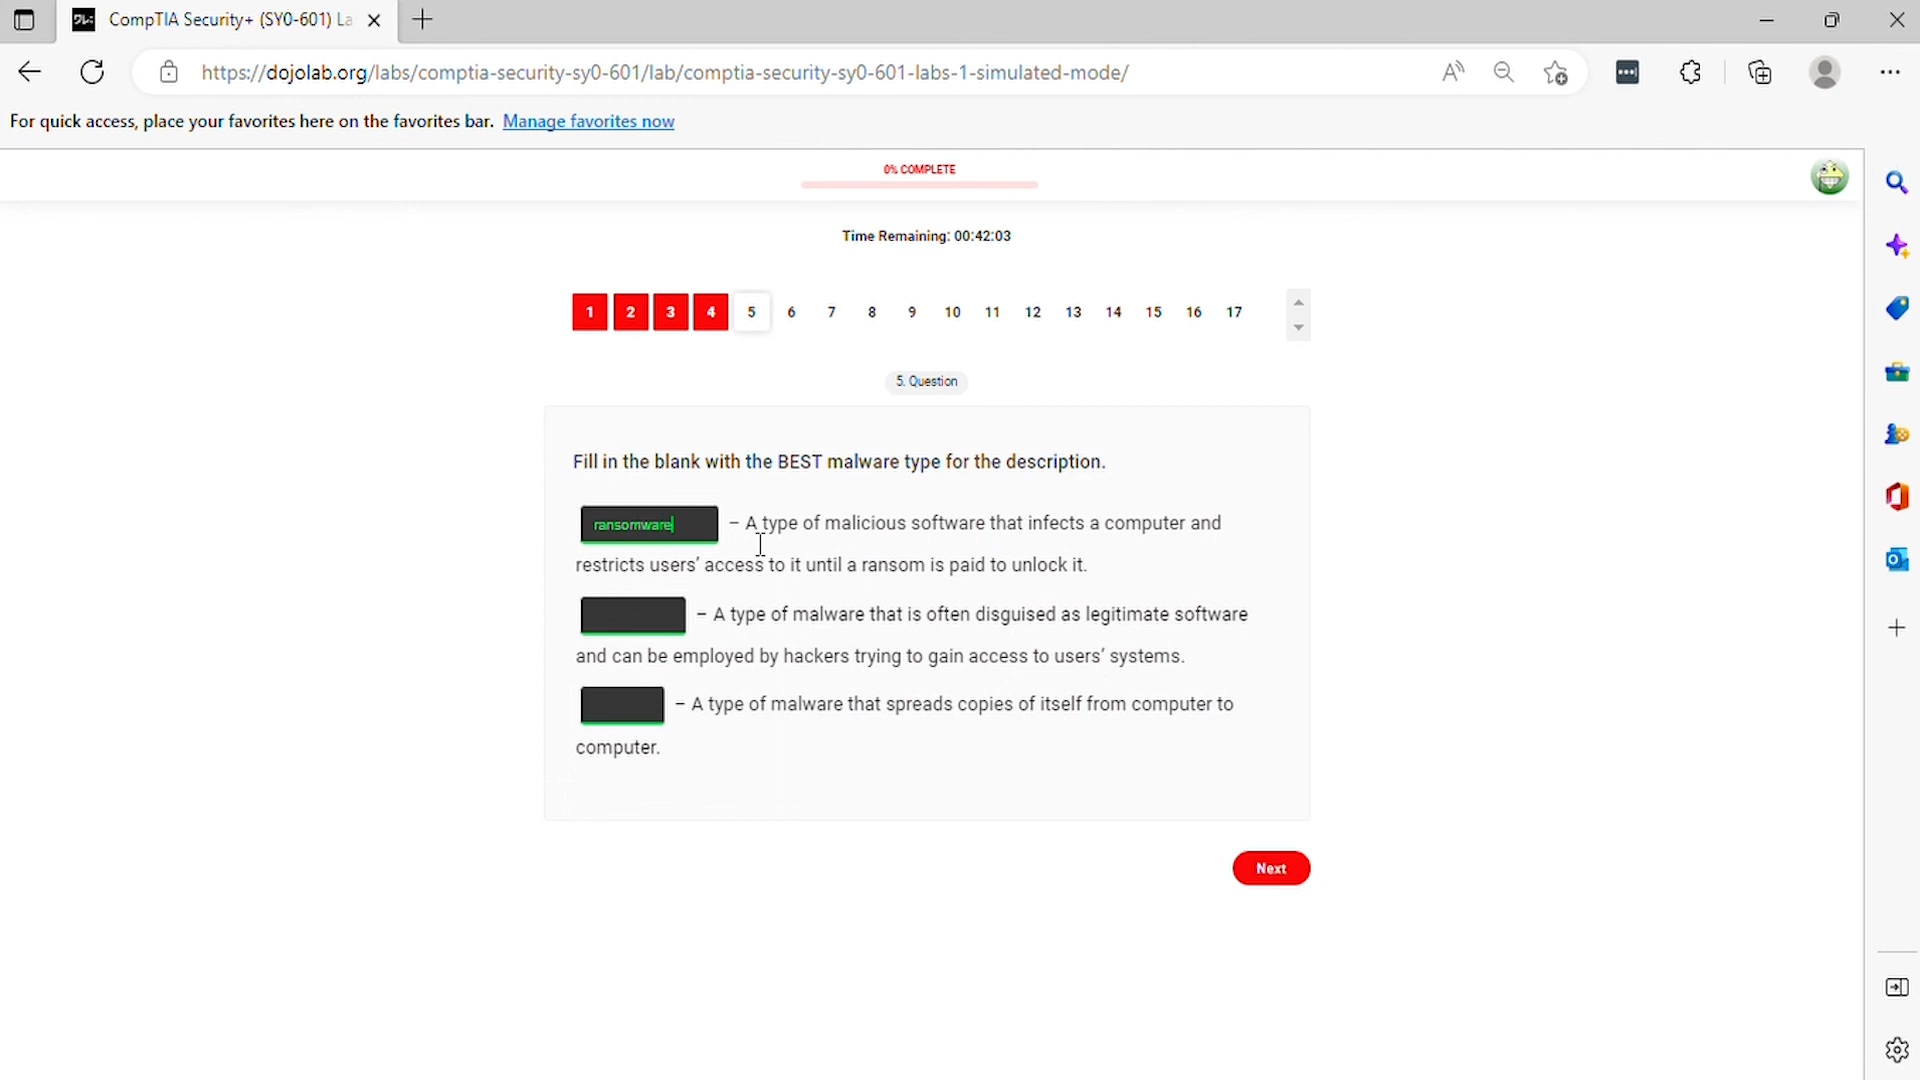 CompTIA Security+ (SY0-601) La
https://dojolab.org/labs/comptia-security-sy0-601/lab/comptia-security-sy0-601-labs-1-simulated-mode/
For quick access, place your favorites here on the favorites bar. Manage favorites now
0% COMPLETE
Time Remaining: 00:42:03
1 2 3 4 5 6 7 8 9 10 11 12 13 14 15 16 17
5. Question
Fill in the blank with the BEST malware type for the description.
ransomware – A type of malicious software that infects a computer and
restricts users’ access to it until a ransom is paid to unlock it.
– A type of malware that is often disguised as legitimate software
and can be employed by hackers trying to gain access to users’ systems.
– A type of malware that spreads copies of itself from computer to
computer.
Next